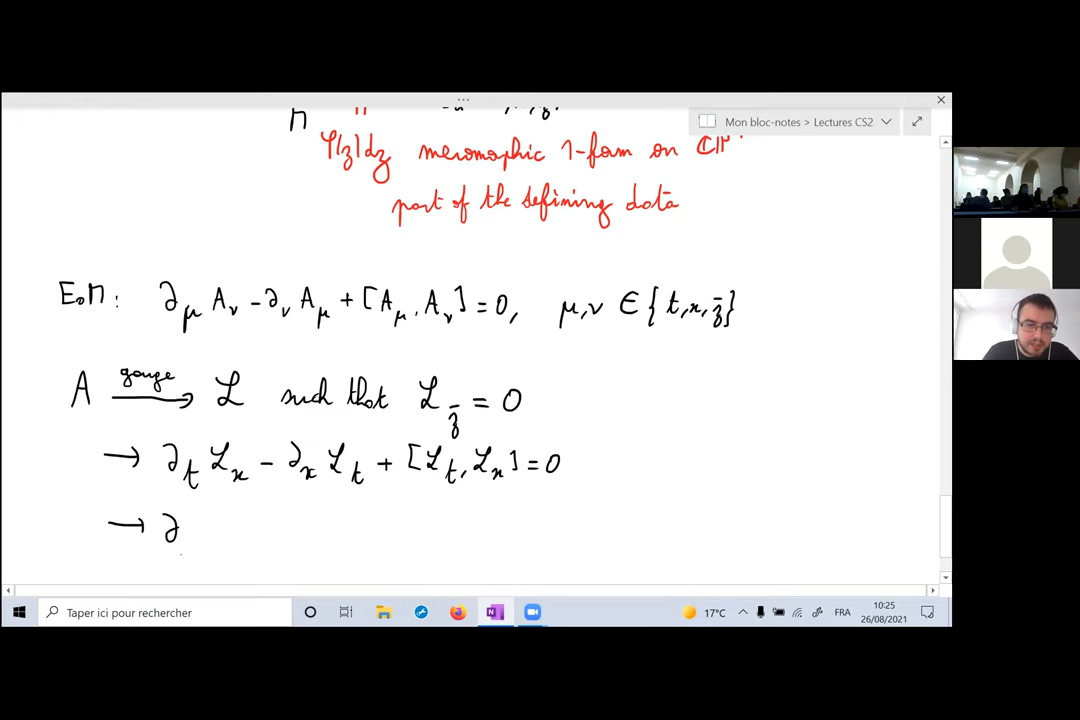 Mon bloc-notes > Lectures CS2
φ(z)dz meromorphic 1-form on ℂℙ¹
part of the defining data
E.o.M: ∂_μ A_ν - ∂_ν A_μ + [A_μ, A_ν] = 0, μ,ν ∈ {t, x, z̄}
A gauge → ℒ such that ℒ_z̄ = 0
→ ∂_t ℒ_x - ∂_x ℒ_t + [ℒ_t, ℒ_x] = 0
→ ∂
Taper ici pour rechercher
17°C
FRA
10:25
26/08/2021